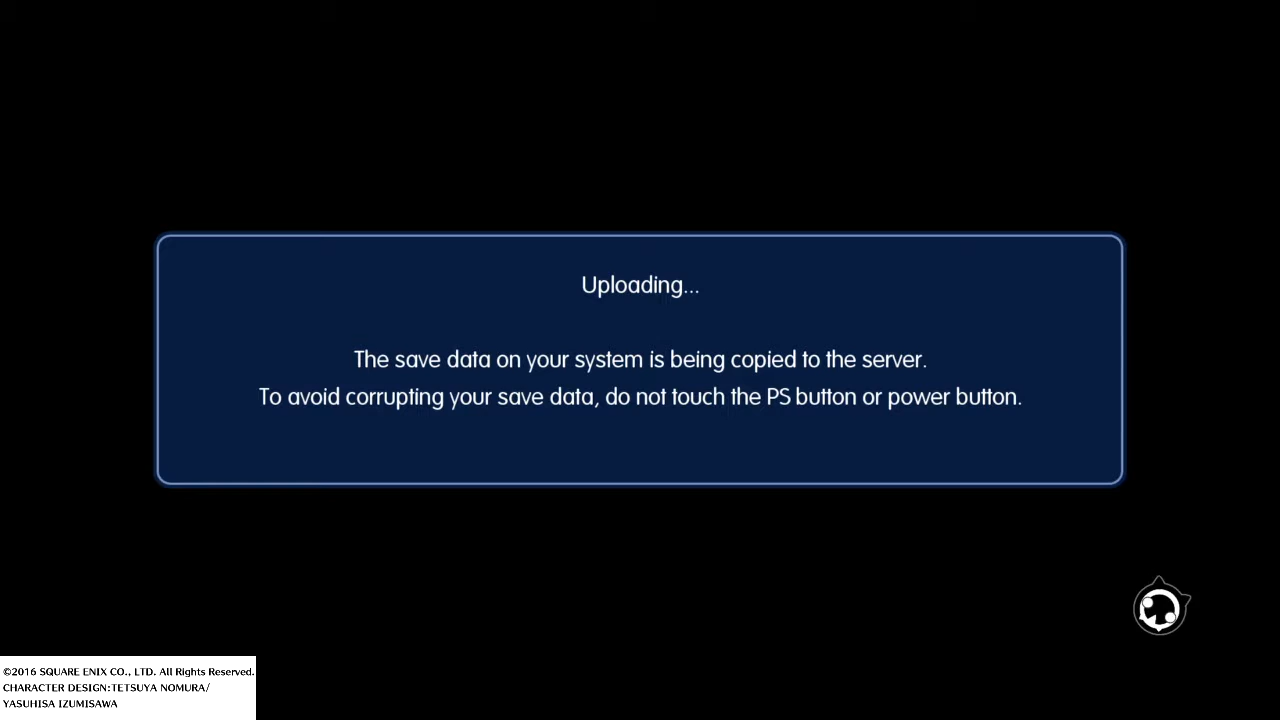 Uploading...
The save data on your system is being copied to the server.
To avoid corrupting your save data, do not touch the PS button or power button.
©2016 SQUARE ENIX CO., LTD. All Rights Reserved.
CHARACTER DESIGN:TETSUYA NOMURA/
YASUHISA IZUMISAWA